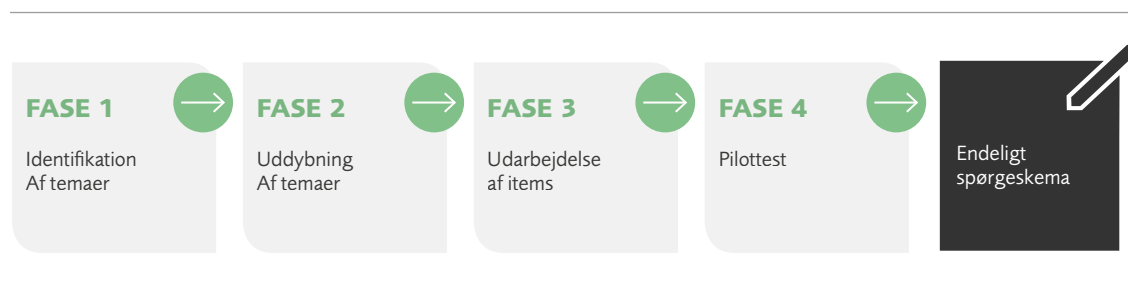 FASE 1
Identifikation
Af temaer
FASE 2
Uddybning
Af temaer
FASE 3
Udarbejdelse
af items
FASE 4
Pilottest
Endeligt
spørgeskema